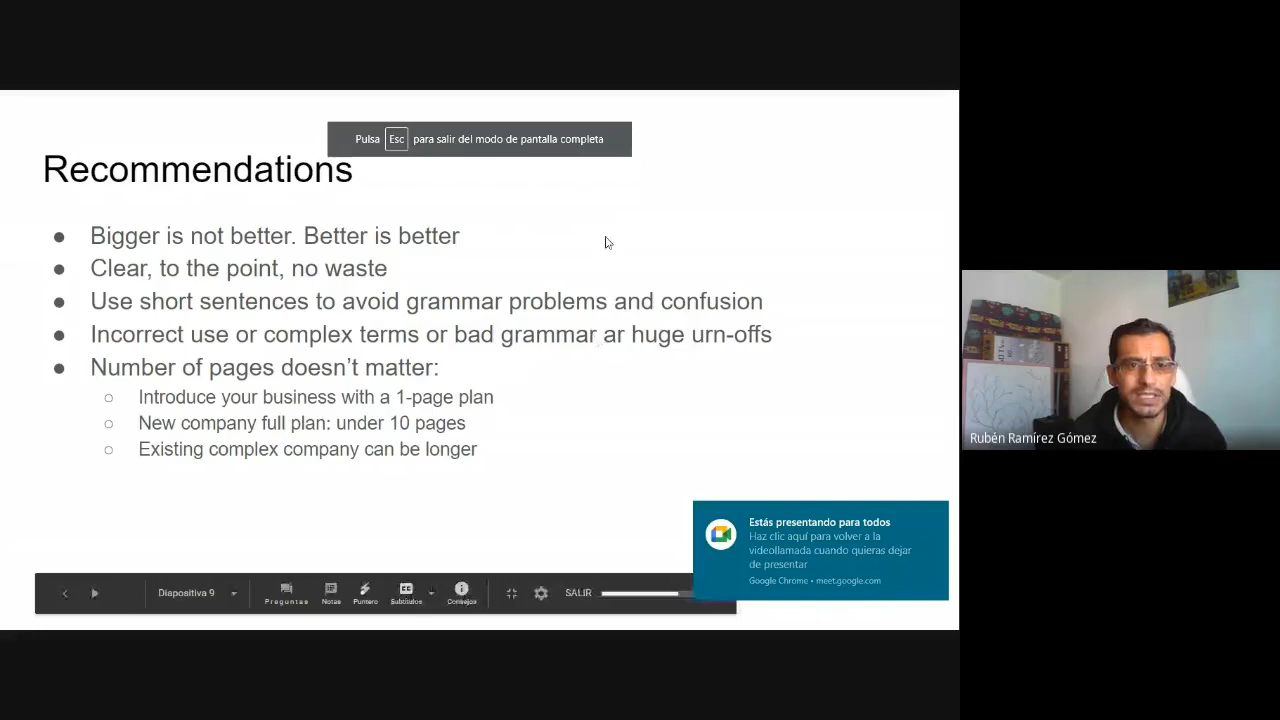 Pulsa Esc para salir del modo de pantalla completa
Recommendations
● Bigger is not better. Better is better
● Clear, to the point, no waste
● Use short sentences to avoid grammar problems and confusion
● Incorrect use or complex terms or bad grammar ar huge urn-offs
● Number of pages doesn't matter:
○ Introduce your business with a 1-page plan
○ New company full plan: under 10 pages
○ Existing complex company can be longer
Rubén Ramírez Gómez
Estás presentando para todos
Haz clic aquí para volver a la
videollamada cuando quieras dejar
de presentar
Google Chrome • meet.google.com
Diapositiva 9
Preguntas
Notas
Puntero
Subtítulos
Consejos
SALIR